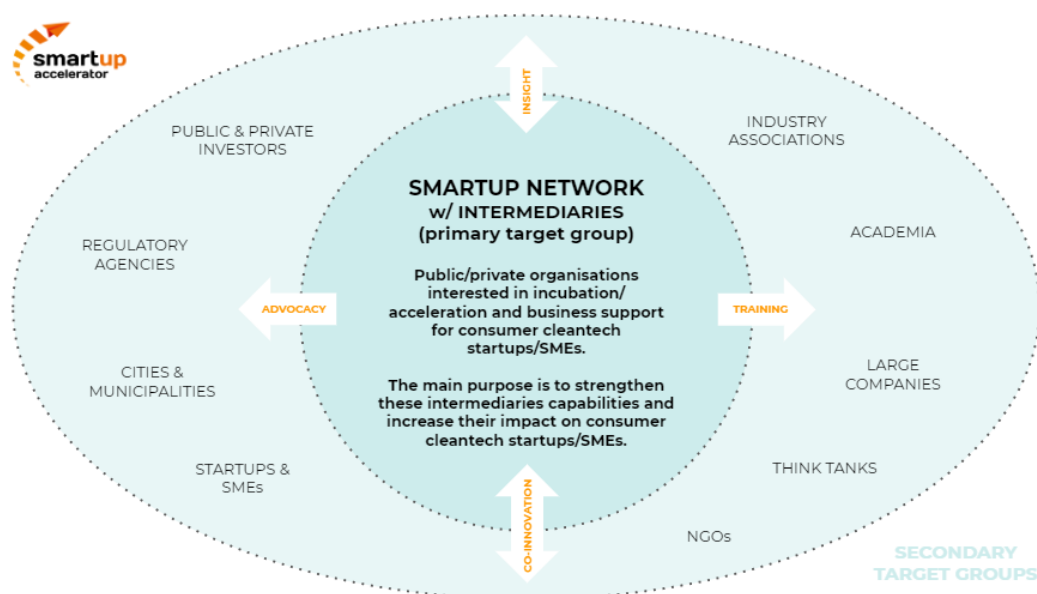 smartup
accelerator
INSIGHT
PUBLIC & PRIVATE
INVESTORS
INDUSTRY
ASSOCIATIONS
SMARTUP NETWORK
w/ INTERMEDIARIES
(primary target group)
REGULATORY
AGENCIES
ACADEMIA
Public/private organisations
interested in incubation/
acceleration and business support
for consumer cleantech
startups/SMEs.
ADVOCACY
TRAINING
CITIES &
MUNICIPALITIES
LARGE
COMPANIES
The main purpose is to strengthen
these intermediaries capabilities and
increase their impact on consumer
cleantech startups/SMEs.
STARTUPS &
SMEs
THINK TANKS
CO-INNOVATION
NGOs
SECONDARY
TARGET GROUPS